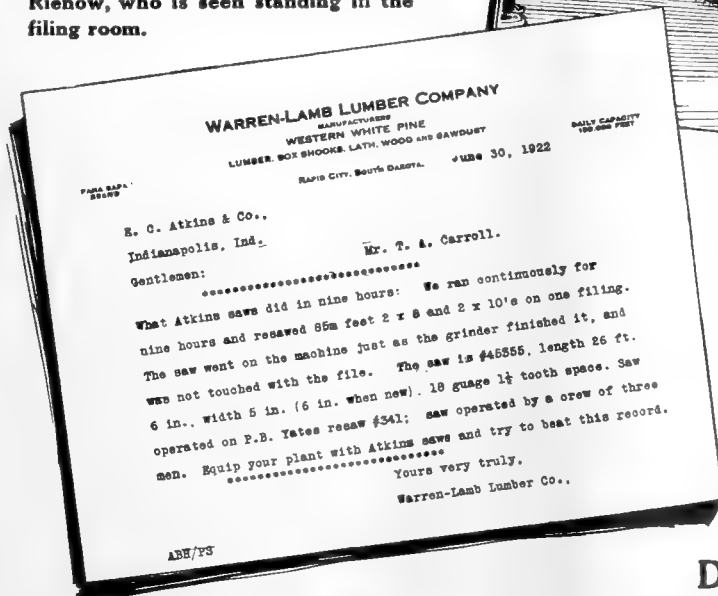 Rienow, who is seen standing in the
filing room.
WARREN-LAMB LUMBER COMPANY
MANUFACTURERS
WESTERN WHITE PINE
LUMBER, BOX SHOOKS, LATH, WOOD AND SAWDUST
DAILY CAPACITY
150,000 FEET
PAHA SAPA
BRAND
RAPID CITY, SOUTH DAKOTA. June 30, 1922
E. C. Atkins & Co.,
Indianapolis, Ind.
Mr. T. A. Carroll.
Gentlemen:
What Atkins saws did in nine hours: We ran continuously for
nine hours and resawed 85m feet 2 x 8 and 2 x 10's on one filing.
The saw went on the machine just as the grinder finished it, and
was not touched with the file. The saw is #45355, length 26 ft.
6 in., width 5 in. (6 in. when new). 18 guage 1½ tooth space. Saw
operated on P.B. Yates resaw #341; saw operated by a crew of three
men. Equip your plant with Atkins saws and try to beat this record.
Yours very truly,
Warren-Lamb Lumber Co.,
ABH/PS
D